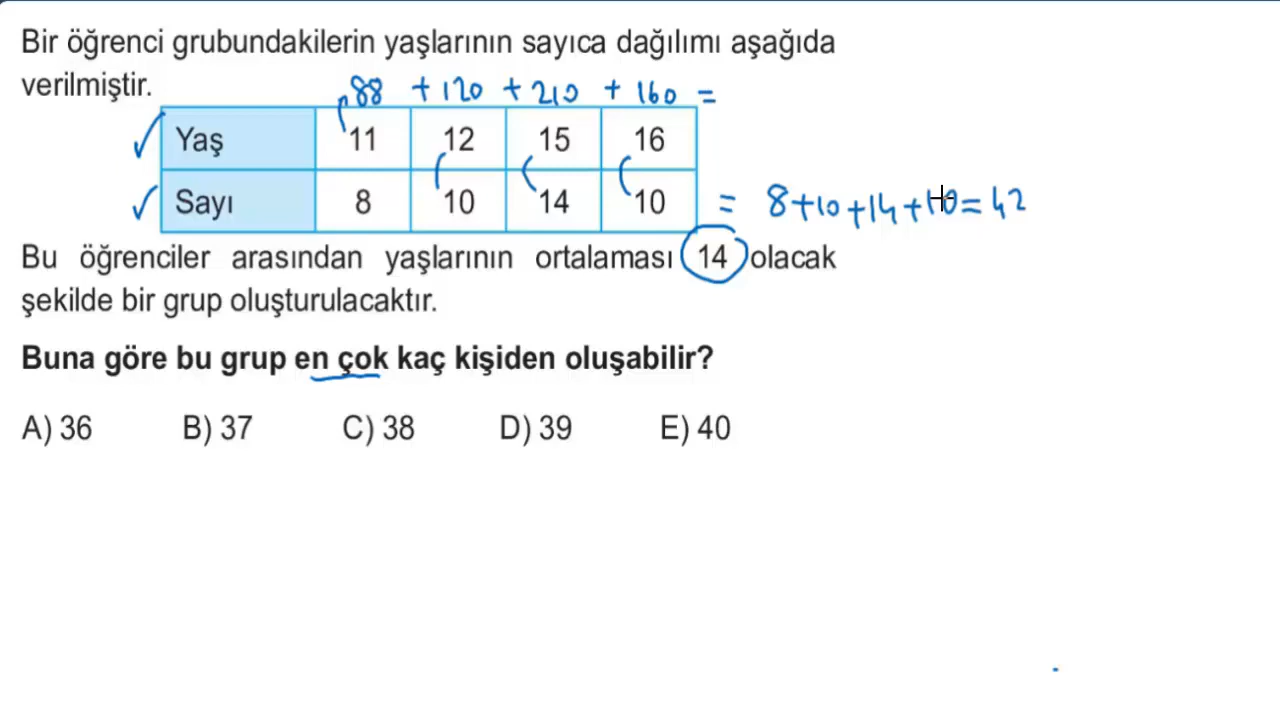 Bir öğrenci grubundakilerin yaşlarının sayıca dağılımı aşağıda
verilmiştir.
88 + 120 + 210 + 160 =
Yaş 11 12 15 16
Sayı 8 10 14 10 = 8+10+14+10=42
Bu öğrenciler arasından yaşlarının ortalaması 14 olacak
şekilde bir grup oluşturulacaktır.
Buna göre bu grup en çok kaç kişiden oluşabilir?
A) 36 B) 37 C) 38 D) 39 E) 40